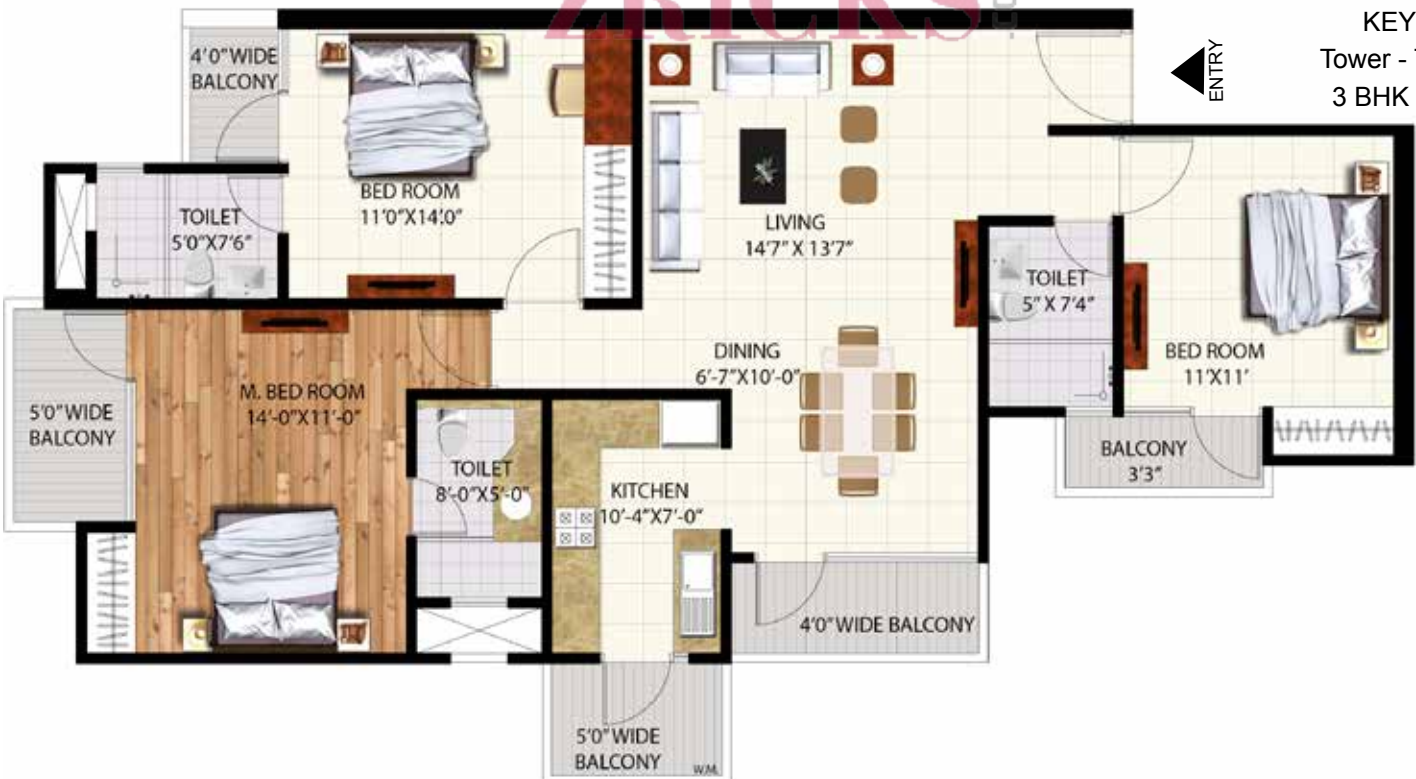 ZRICKS
KEY
Tower -
3 BHK
ENTRY
4'0" WIDE
BALCONY
BED ROOM
11'0"X14'.0"
TOILET
5'0"X7'6"
LIVING
14'7" X 13'7"
TOILET
5" X 7'4"
BED ROOM
11'X11'
DINING
6'-7"X10'-0"
M. BED ROOM
14'-0"X11'-0"
5'0" WIDE
BALCONY
TOILET
8'-0"X5'-0"
KITCHEN
10'-4"X7'-0"
BALCONY
3'3"
4'0" WIDE BALCONY
5'0" WIDE
BALCONY
W.M.